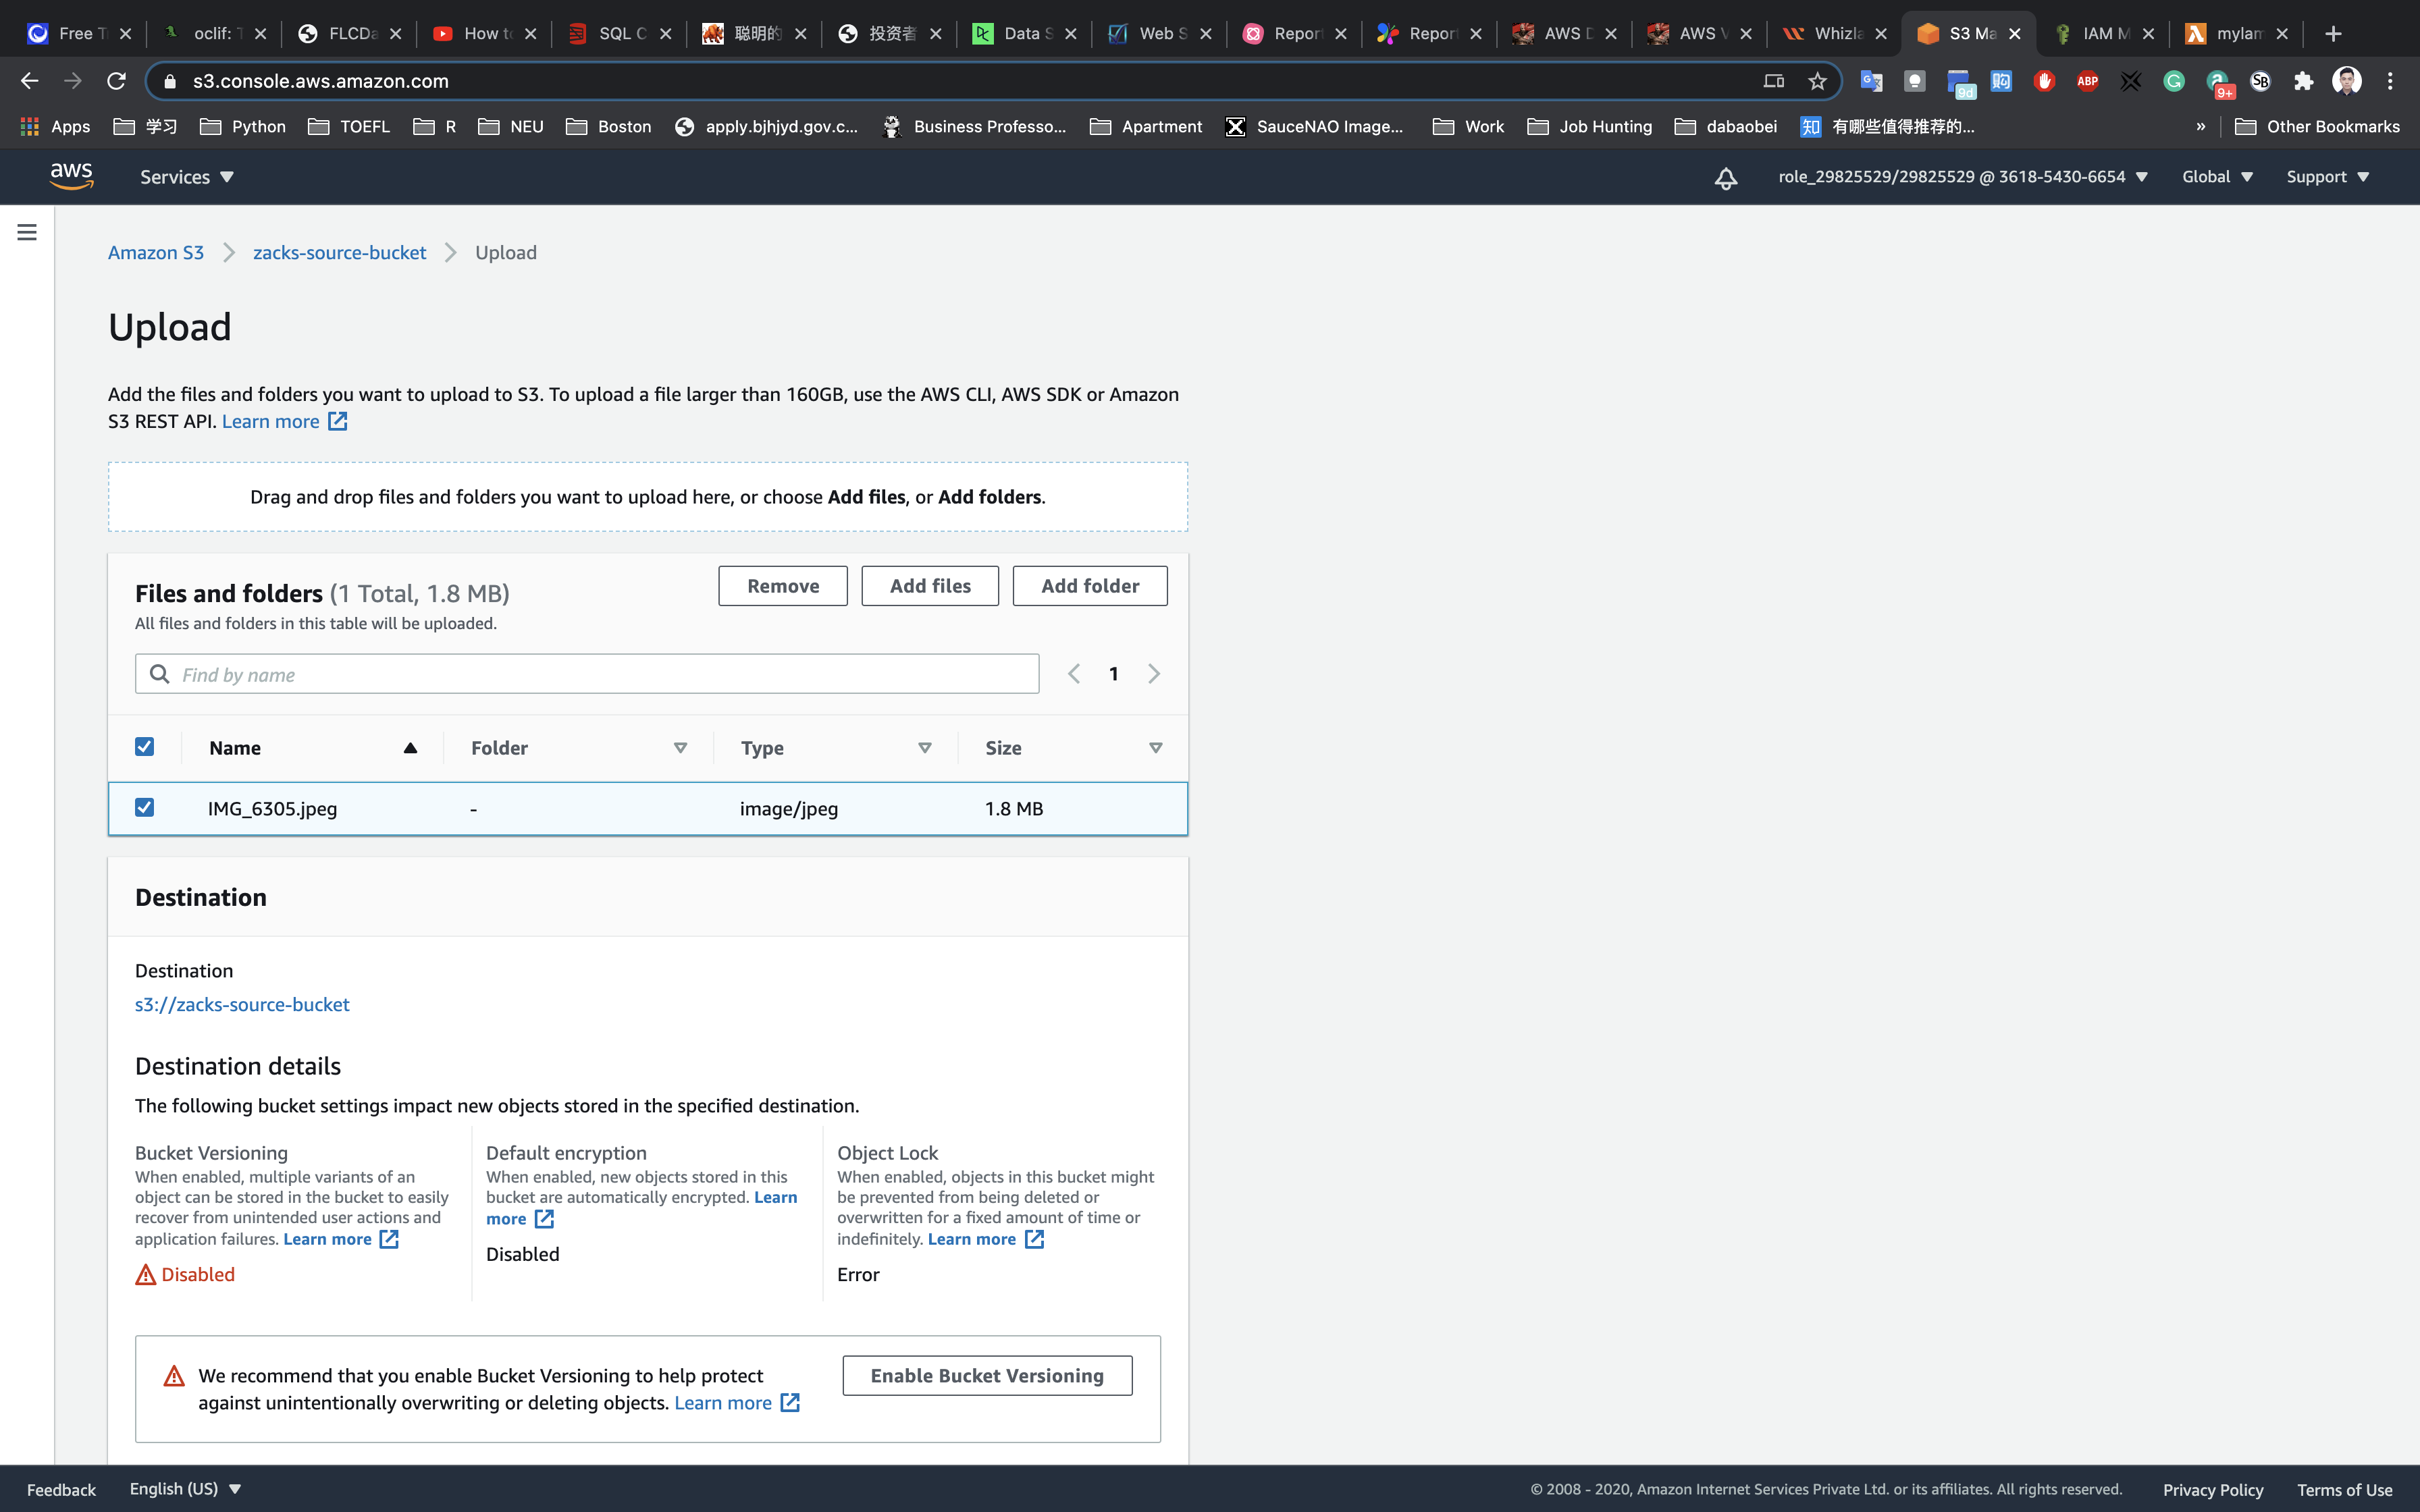 Free T
oclif: T
FLCDa
How to
SQL C
聪明的
投资者
Data S
Web S
Report
Report
AWS D
AWS V
Whizla
S3 Ma
IAM M
mylam
s3.console.aws.amazon.com
9d
购
ABP
9+
SB
Apps
学习
Python
TOEFL
R
NEU
Boston
apply.bjhjyd.gov.c...
Business Professo...
Apartment
SauceNAO Image...
Work
Job Hunting
dabaobei
知 有哪些值得推荐的...
»
Other Bookmarks
aws
Services
role_29825529/29825529 @ 3618-5430-6654
Global
Support
Amazon S3
zacks-source-bucket
Upload
Upload
Add the files and folders you want to upload to S3. To upload a file larger than 160GB, use the AWS CLI, AWS SDK or Amazon
S3 REST API. Learn more
Drag and drop files and folders you want to upload here, or choose Add files, or Add folders.
Files and folders (1 Total, 1.8 MB)
All files and folders in this table will be uploaded.
Remove
Add files
Add folder
Find by name
1
Name
Folder
Type
Size
IMG_6305.jpeg
-
image/jpeg
1.8 MB
Destination
Destination
s3://zacks-source-bucket
Destination details
The following bucket settings impact new objects stored in the specified destination.
Bucket Versioning
When enabled, multiple variants of an
object can be stored in the bucket to easily
recover from unintended user actions and
application failures. Learn more
Disabled
Default encryption
When enabled, new objects stored in this
bucket are automatically encrypted. Learn
more
Disabled
Object Lock
When enabled, objects in this bucket might
be prevented from being deleted or
overwritten for a fixed amount of time or
indefinitely. Learn more
Error
We recommend that you enable Bucket Versioning to help protect
against unintentionally overwriting or deleting objects. Learn more
Enable Bucket Versioning
Feedback
English (US)
© 2008 - 2020, Amazon Internet Services Private Ltd. or its affiliates. All rights reserved.
Privacy Policy
Terms of Use